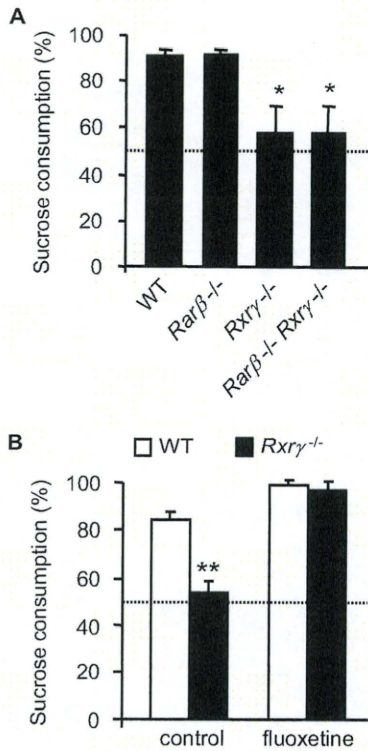 A
Sucrose consumption (%)
100
80
60
40
20
0
*
*
WT
Rarβ-/-
Rxrγ-/-
Rarβ-/- Rxrγ-/-
B
WT
Rxrγ-/-
Sucrose consumption (%)
100
80
60
40
20
0
**
control
fluoxetine